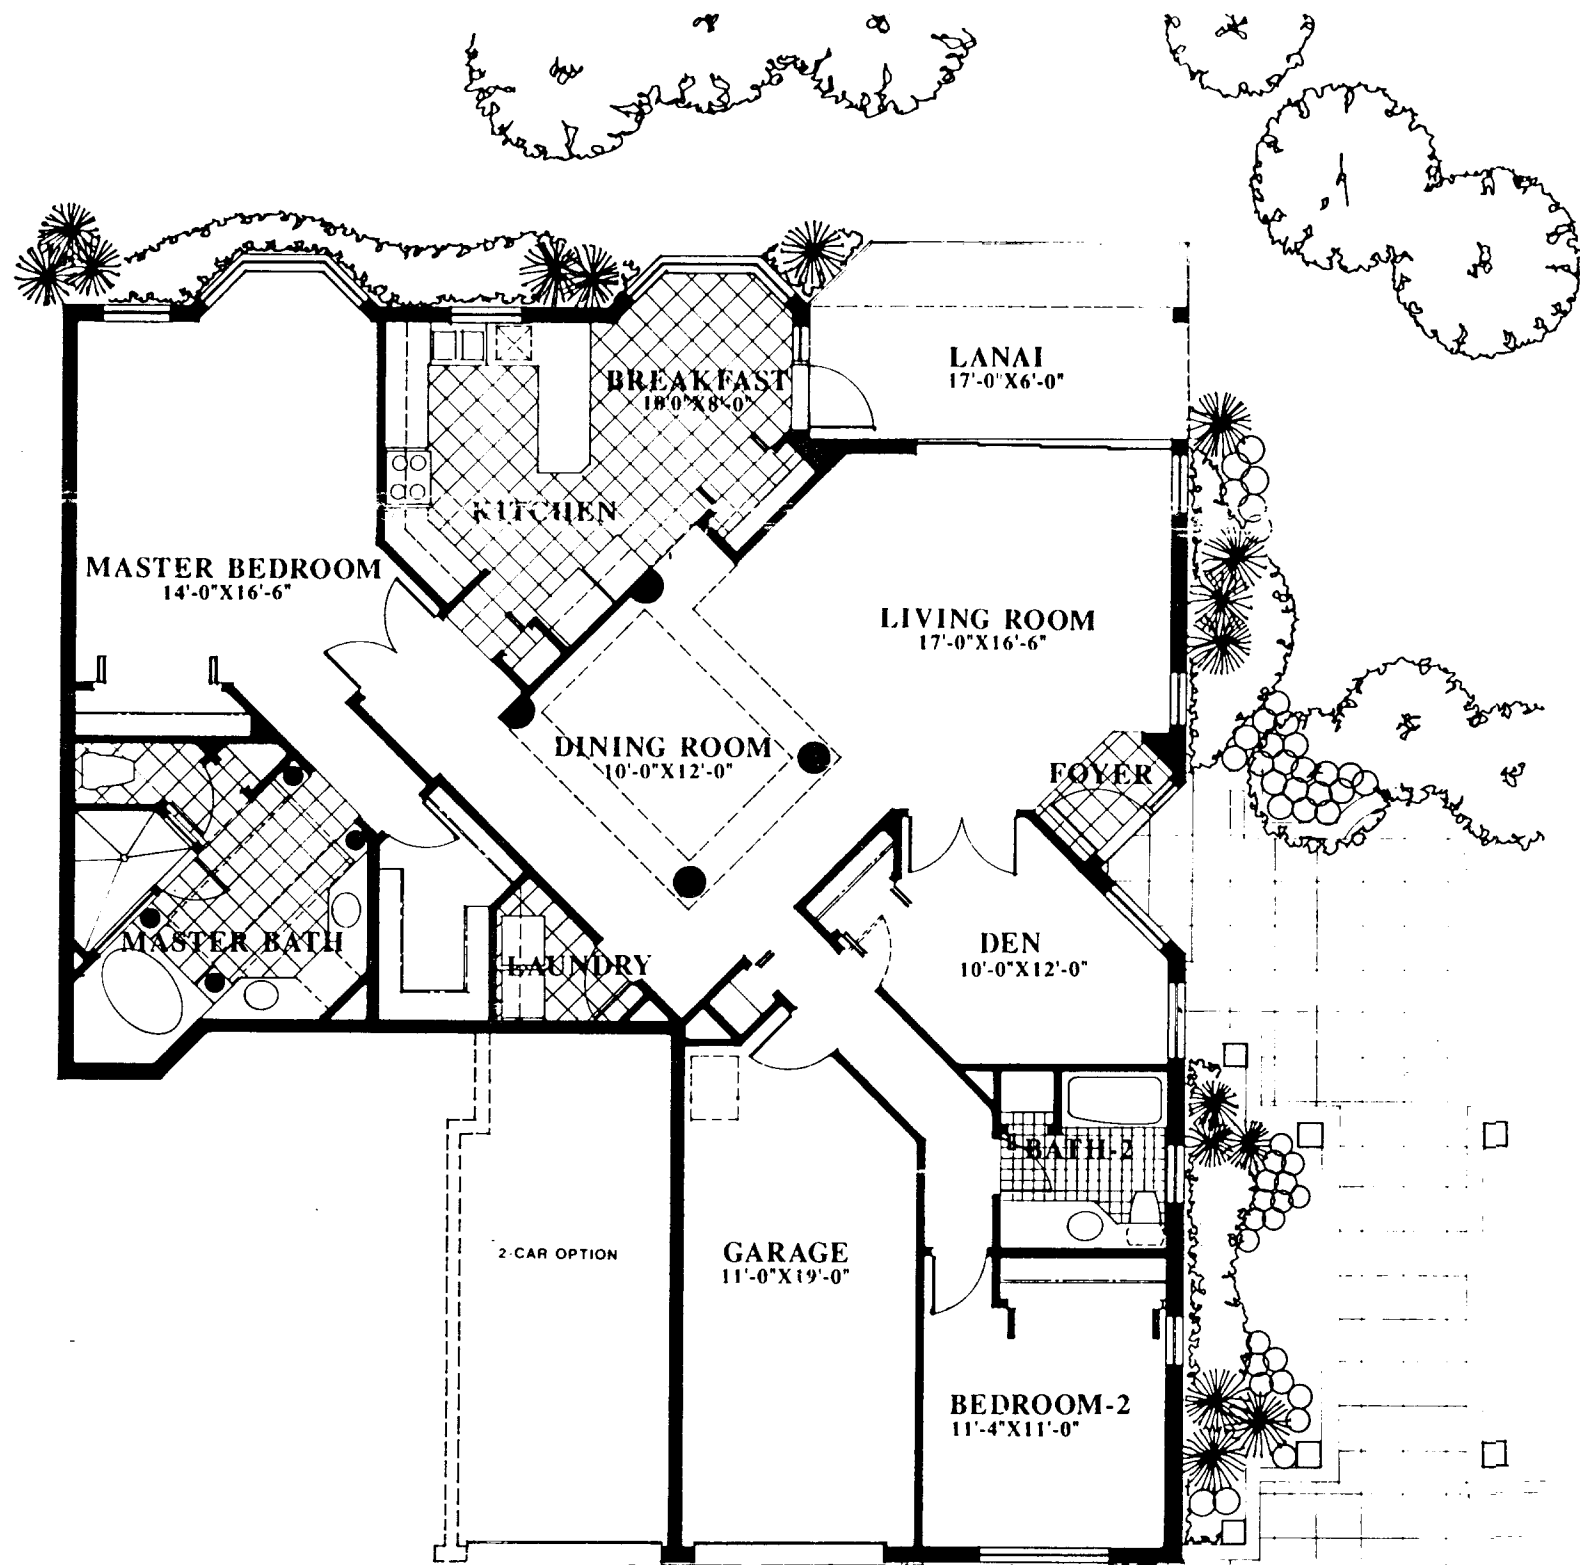 LANAI
17'-0"X6'-0"
BREAKFAST
10'0"X8'-0"
KITCHEN
MASTER BEDROOM
14'-0"X16'-6"
LIVING ROOM
17'-0"X16'-6"
DINING ROOM
10'-0"X12'-0"
FOYER
MASTER BATH
LAUNDRY
DEN
10'-0"X12'-0"
BATH-2
2-CAR OPTION
GARAGE
11'-0"X19'-0"
BEDROOM-2
11'-4"X11'-0"